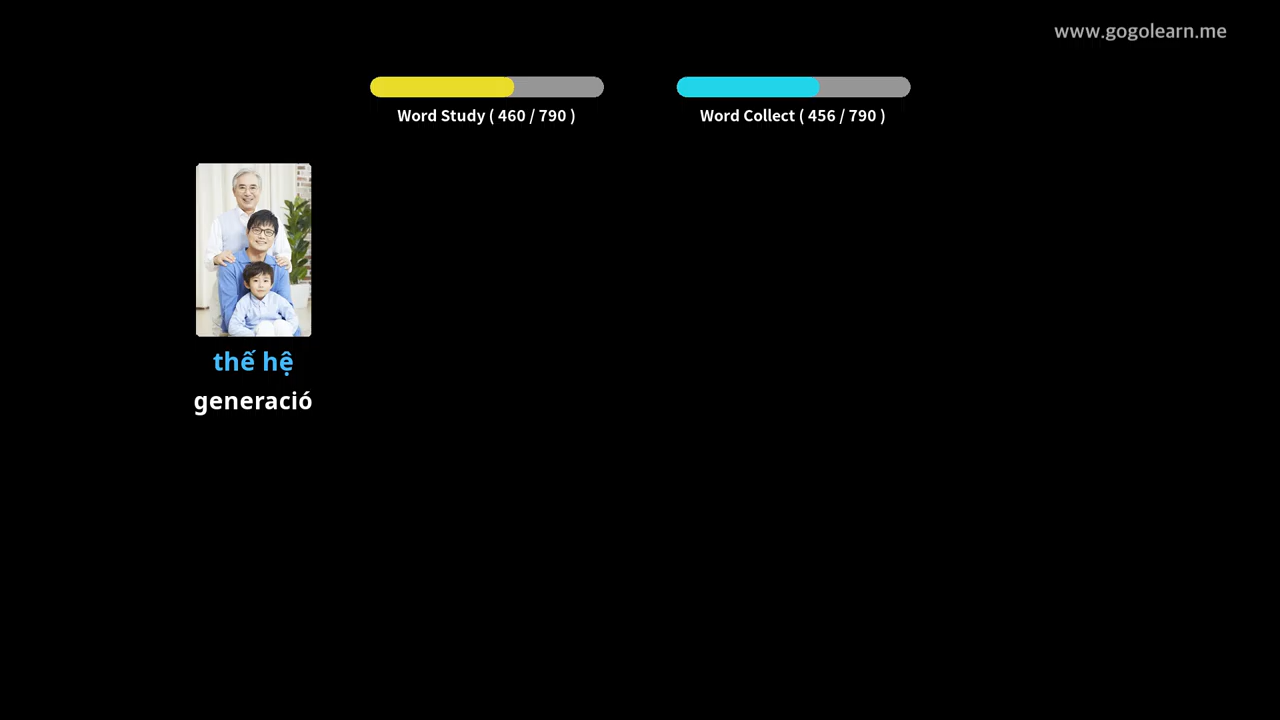 www.gogolearn.me
Word Study ( 460 / 790 )
Word Collect ( 456 / 790 )
thế hệ
generació